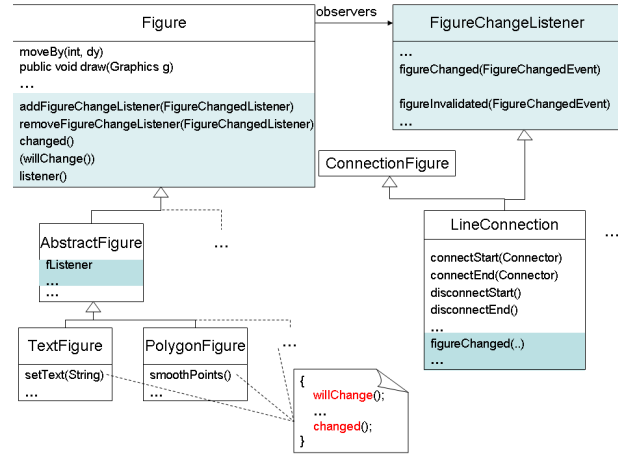 Figure
moveBy(int, dy)
public void draw(Graphics g)
...
addFigureChangeListener(FigureChangedListener)
removeFigureChangeListener(FigureChangedListener)
changed()
(willChange())
listener()
observers
FigureChangeListener
...
figureChanged(FigureChangedEvent)
figureInvalidated(FigureChangedEvent)
...
ConnectionFigure
LineConnection
connectStart(Connector)
connectEnd(Connector)
disconnectStart()
disconnectEnd()
...
figureChanged(..)
...
...
AbstractFigure
fListener
...
...
...
TextFigure
setText(String)
...
PolygonFigure
smoothPoints()
...
...
{
willChange();
...
changed();
}